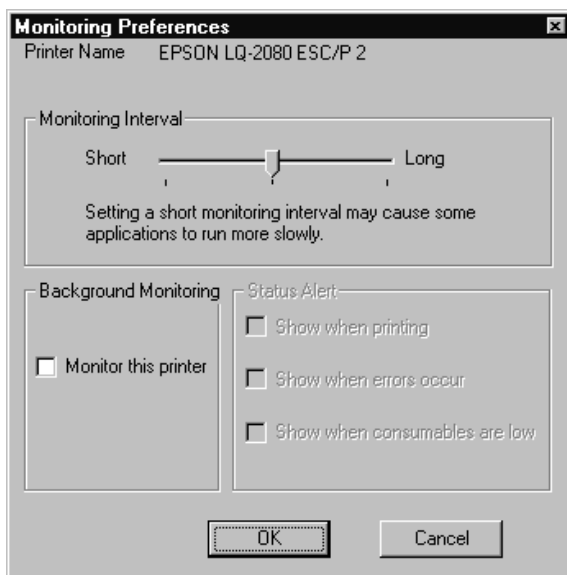 Monitoring Preferences
Printer Name EPSON LQ-2080 ESC/P 2
Monitoring Interval
Short Long
Setting a short monitoring interval may cause some
applications to run more slowly.
Background Monitoring
Monitor this printer
Status Alert
Show when printing
Show when errors occur
Show when consumables are low
OK Cancel